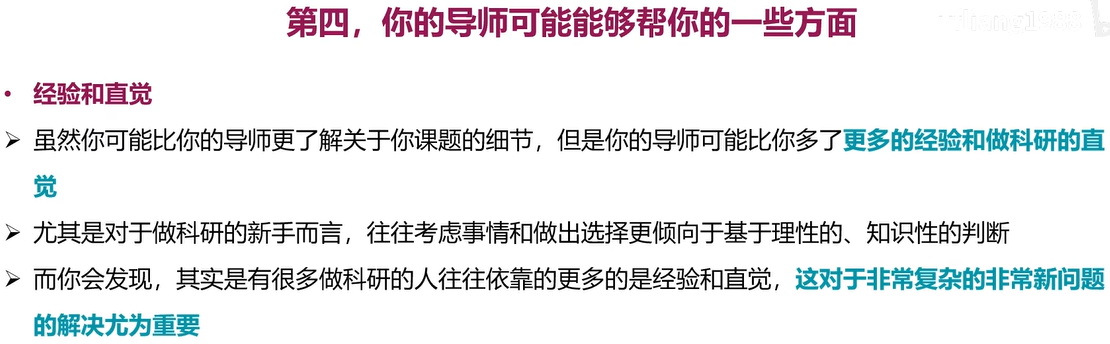 第四，你的导师可能能够帮你的一些方面
• 经验和直觉
➢ 虽然你可能比你的导师更了解关于你课题的细节，但是你的导师可能比你多了更多的经验和做科研的直
觉
➢ 尤其是对于做科研的新手而言，往往考虑事情和做出选择更倾向于基于理性的、知识性的判断
➢ 而你会发现，其实是有很多做科研的人往往依靠的更多的是经验和直觉，这对于非常复杂的非常新问题
的解决尤为重要